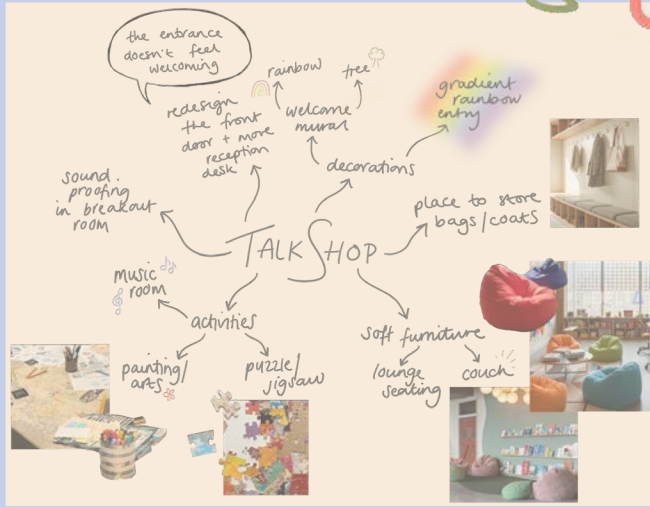 the entrance
doesn't feel
welcoming
rainbow
tree
gradient
rainbow
entry
redesign
the front
door + more
reception
desk
welcome
mural
decorations
sound.
proofing
in breakout
room
place to store
bags/coats
TALKSHOP
music
room
activities
soft furniture
painting/
arts
puzzle/
jigsaw
lounge
seating
couch